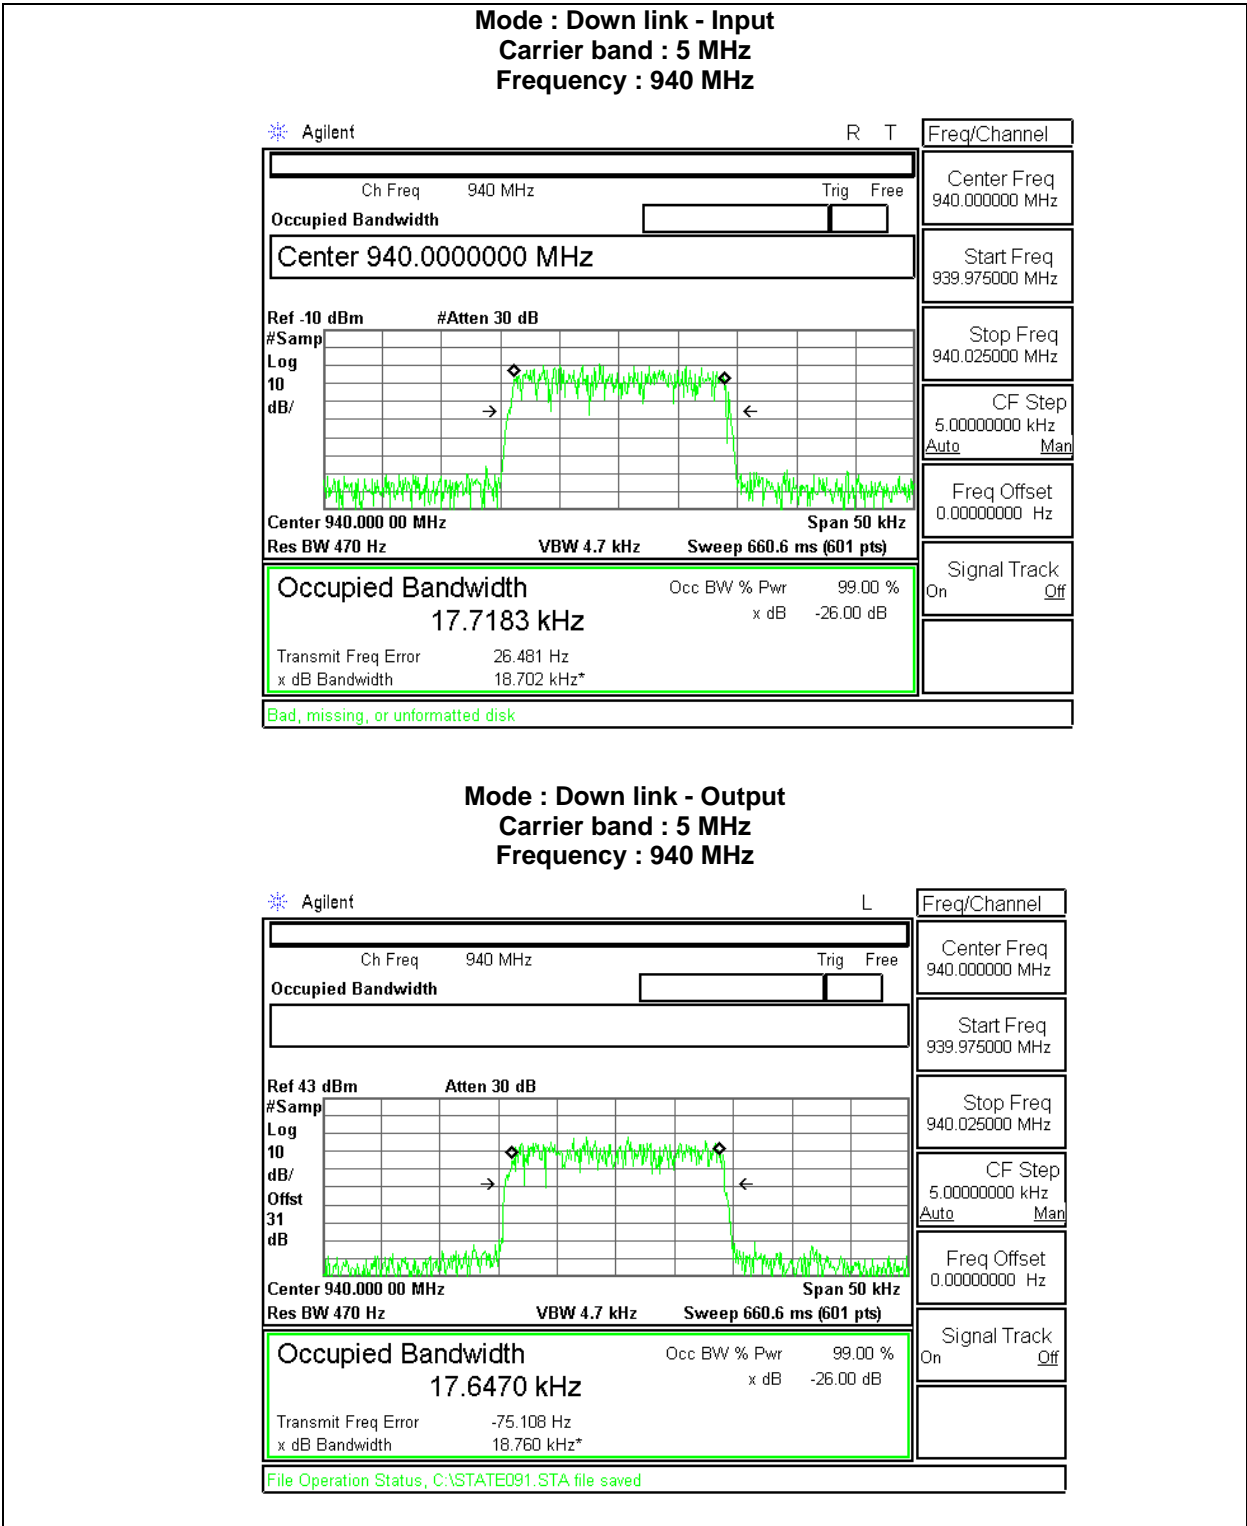 Mode : Down link - Input
Carrier band : 5 MHz
Frequency : 940 MHz
Agilent
R T
Freq/Channel
Ch Freq 940 MHz
Trig Free
Occupied Bandwidth
Center 940.0000000 MHz
Center Freq
940.000000 MHz
Start Freq
939.975000 MHz
Stop Freq
940.025000 MHz
CF Step
5.00000000 kHz
Auto Man
Freq Offset
0.00000000 Hz
Signal Track
On Off
Ref -10 dBm #Atten 30 dB
#Samp
Log
10
dB/
Center 940.000 00 MHz Span 50 kHz
Res BW 470 Hz VBW 4.7 kHz Sweep 660.6 ms (601 pts)
Occupied Bandwidth
17.7183 kHz
Occ BW % Pwr 99.00 %
x dB -26.00 dB
Transmit Freq Error 26.481 Hz
x dB Bandwidth 18.702 kHz*
Bad, missing, or unformatted disk
Mode : Down link - Output
Carrier band : 5 MHz
Frequency : 940 MHz
Agilent
L
Freq/Channel
Ch Freq 940 MHz
Trig Free
Occupied Bandwidth
Center Freq
940.000000 MHz
Start Freq
939.975000 MHz
Stop Freq
940.025000 MHz
CF Step
5.00000000 kHz
Auto Man
Freq Offset
0.00000000 Hz
Signal Track
On Off
Ref 43 dBm Atten 30 dB
#Samp
Log
10
dB/
Offst
31
dB
Center 940.000 00 MHz Span 50 kHz
Res BW 470 Hz VBW 4.7 kHz Sweep 660.6 ms (601 pts)
Occupied Bandwidth
17.6470 kHz
Occ BW % Pwr 99.00 %
x dB -26.00 dB
Transmit Freq Error -75.108 Hz
x dB Bandwidth 18.760 kHz*
File Operation Status, C:\STATE091.STA file saved